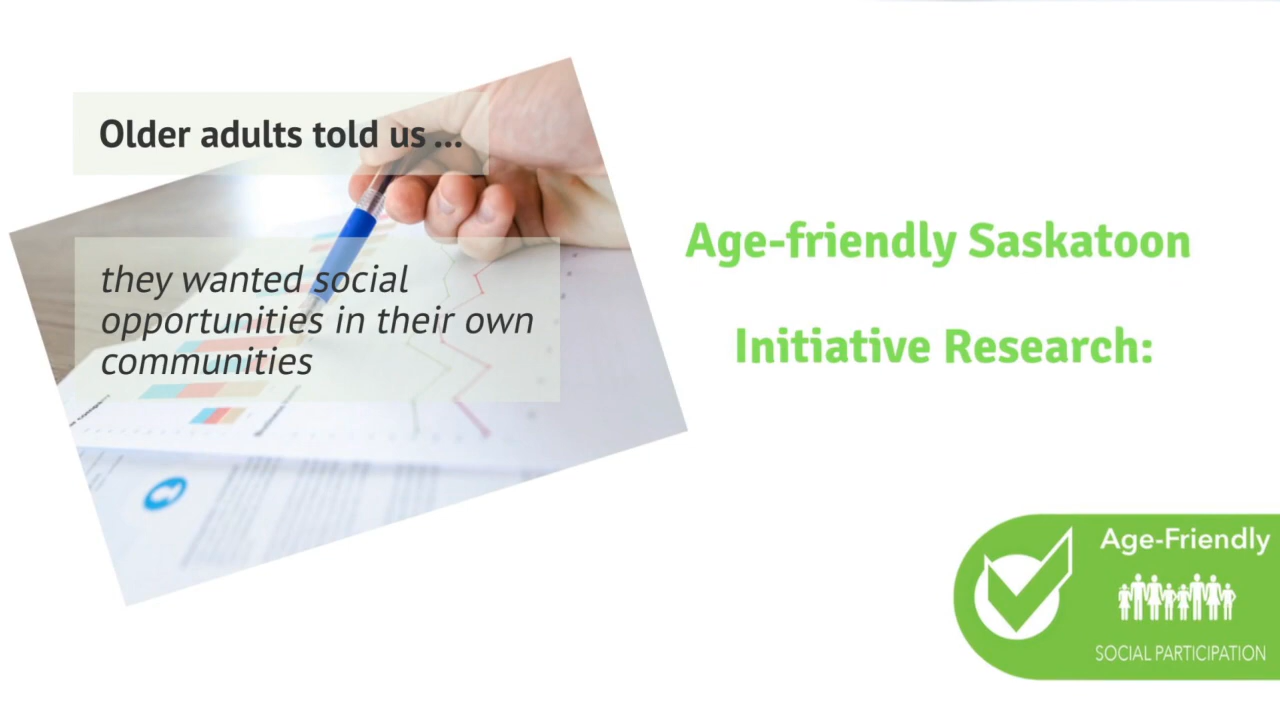 Older adults told us ...
they wanted social
opportunities in their own
communities
Age-friendly Saskatoon
Initiative Research:
Age-Friendly
SOCIAL PARTICIPATION